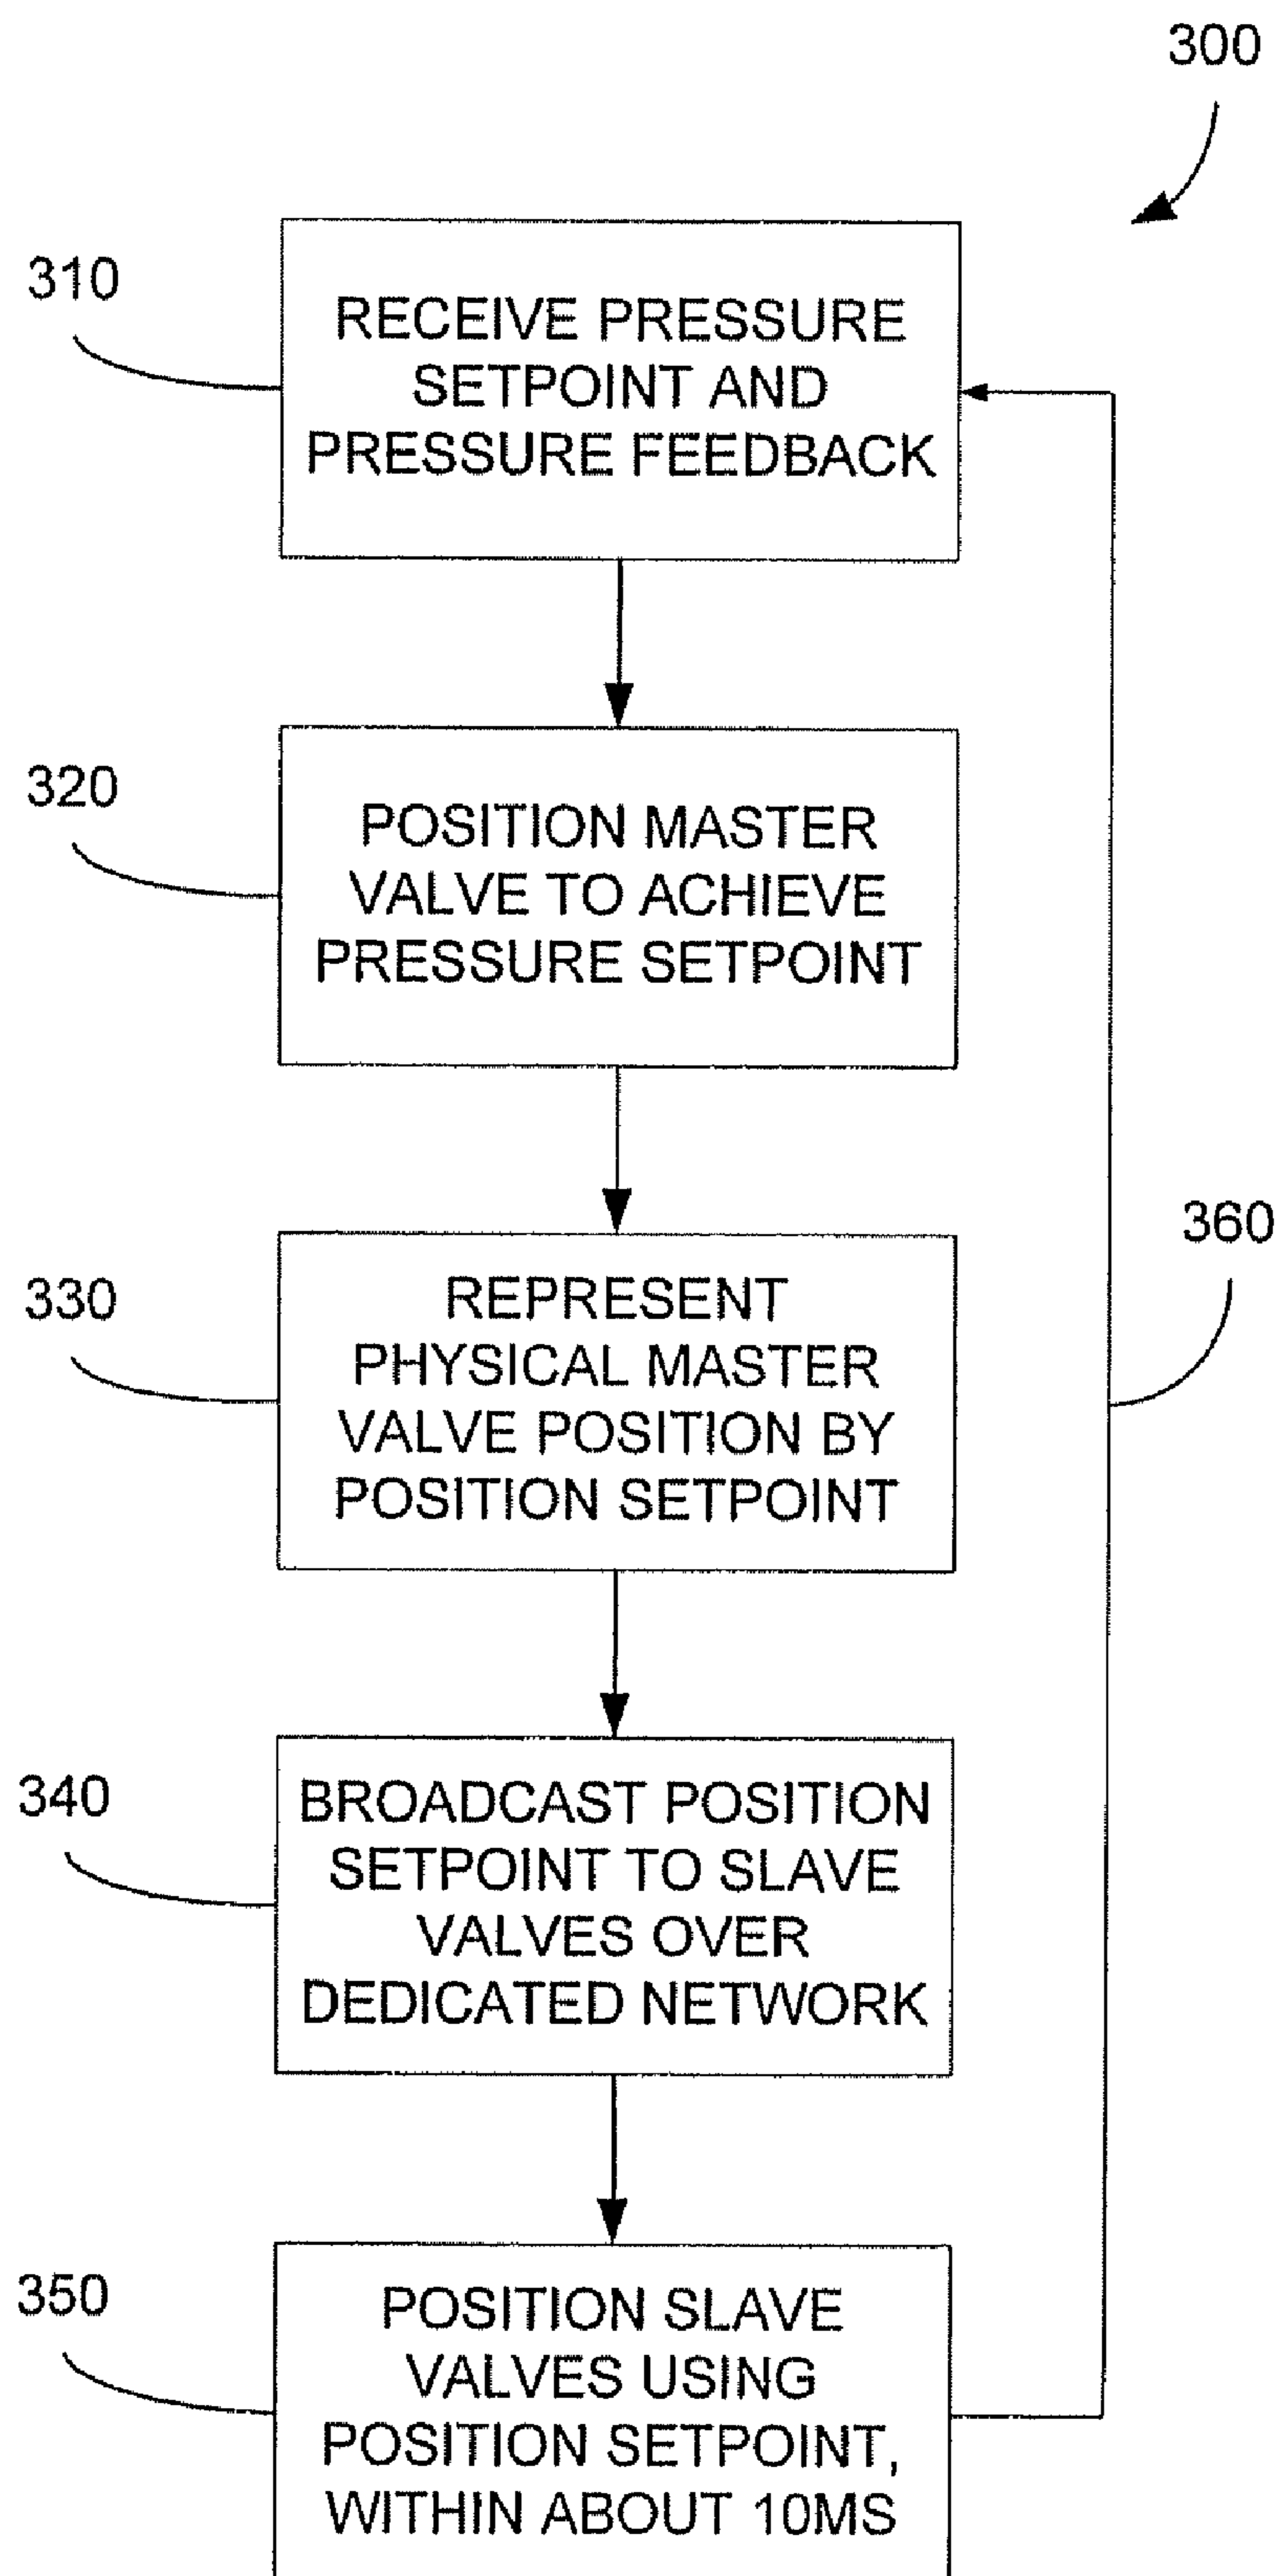 300
310
RECEIVE PRESSURE
SETPOINT AND
PRESSURE FEEDBACK
320
POSITION MASTER
VALVE TO ACHIEVE
PRESSURE SETPOINT
360
330
REPRESENT
PHYSICAL MASTER
VALVE POSITION BY
POSITION SETPOINT
340
BROADCAST POSITION
SETPOINT TO SLAVE
VALVES OVER
DEDICATED NETWORK
350
POSITION SLAVE
VALVES USING
POSITION SETPOINT,
WITHIN ABOUT 10MS